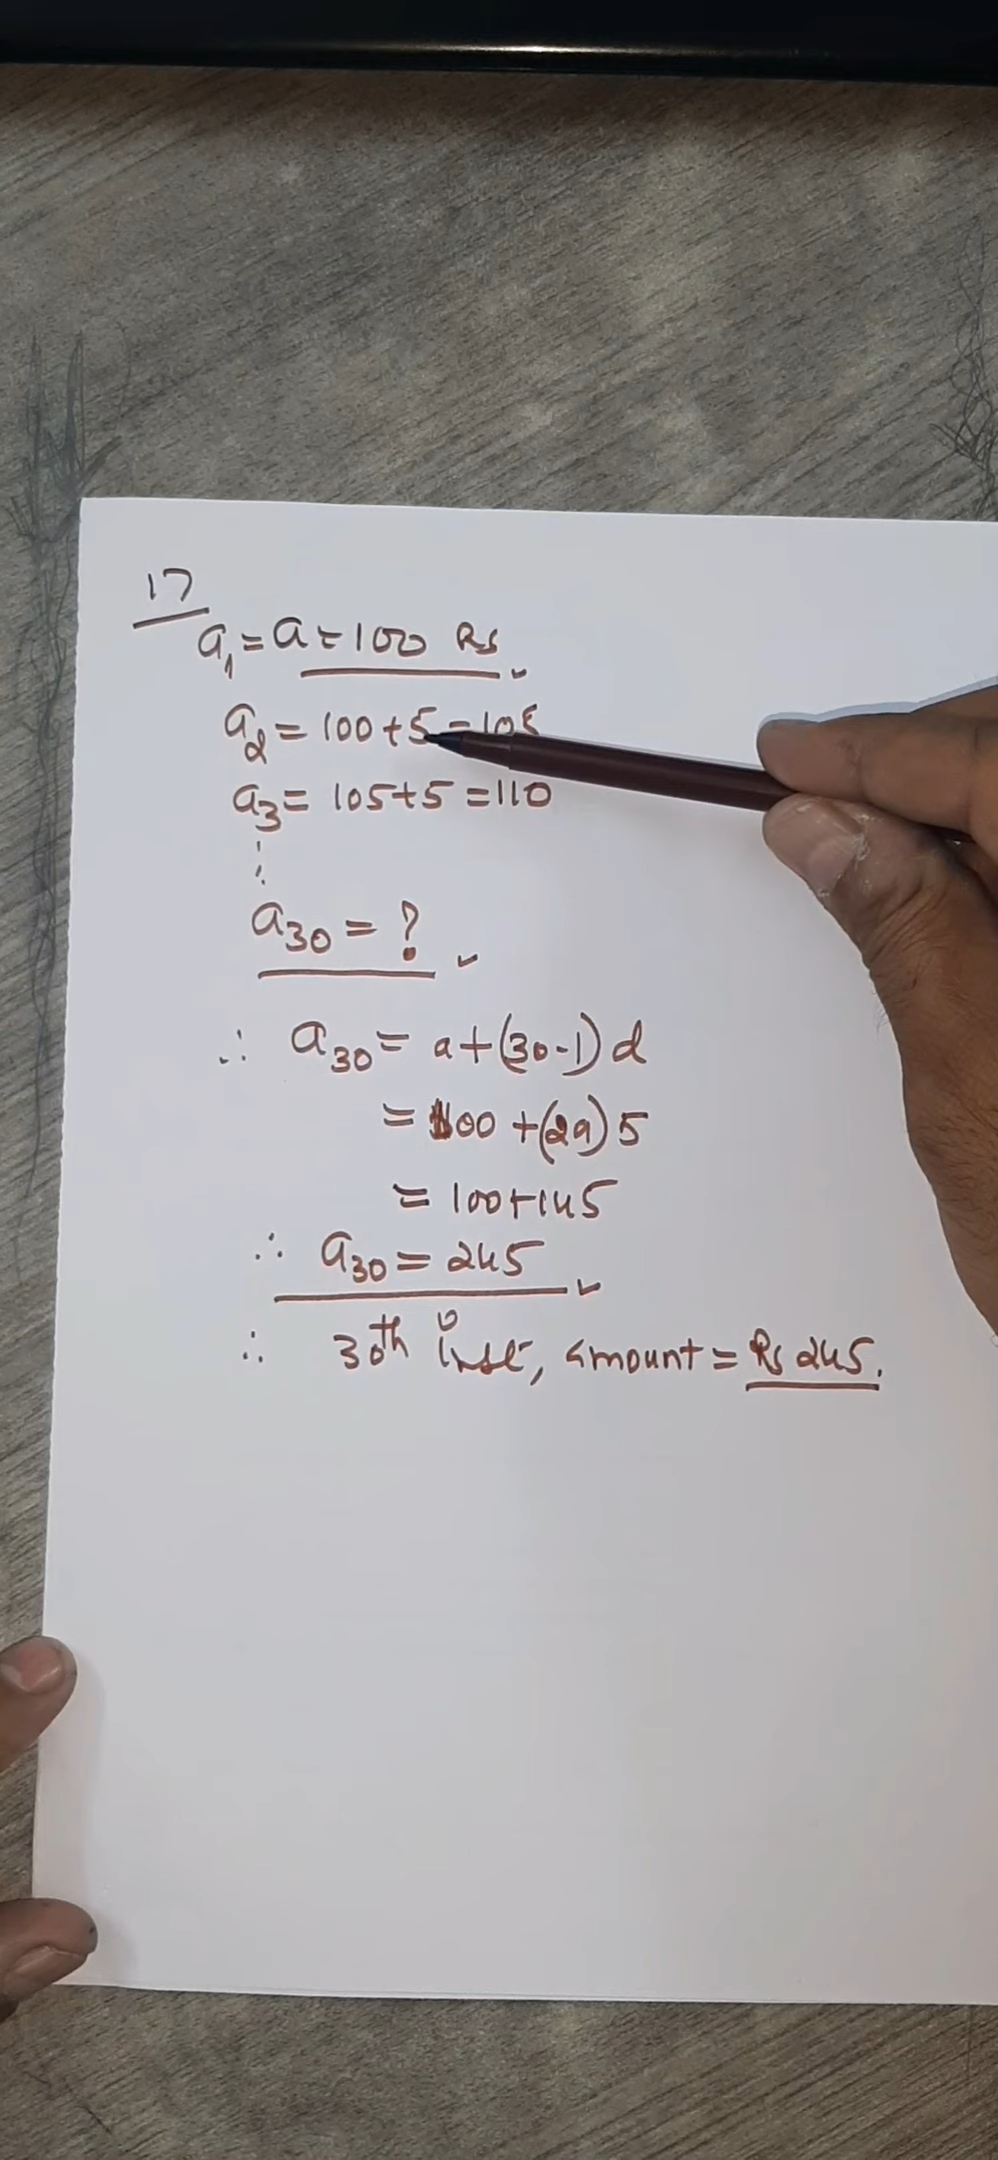 17
a₁ = a = 100 Rs
a₂ = 100+5 = 105
a₃ = 105+5 = 110
⋮
a₃₀ = ?
∴ a₃₀ = a+(30-1)d
= 100 +(29)5
= 100+145
∴ a₃₀ = 245
∴ 30th inst, amount = Rs 245.